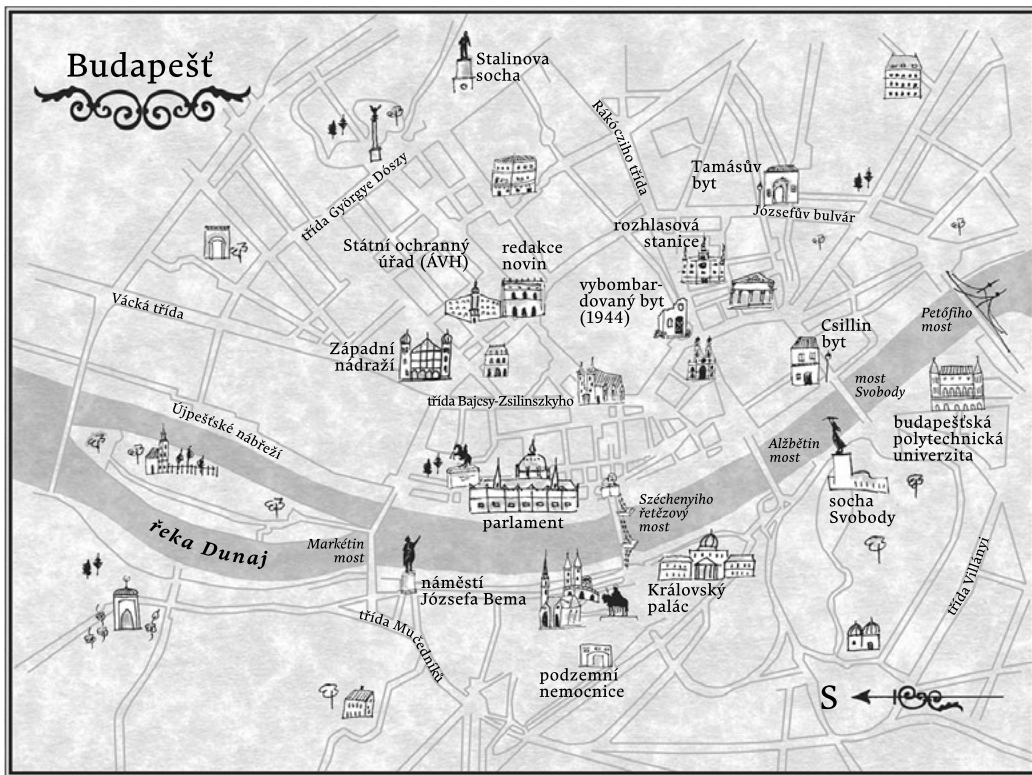 Budapešť
Stalinova
socha
Rákócziho třída
třída Györgye Dószy
Tamásův
byt
Józsefův bulvár
Státní ochranný
úřad (ÁVH)
redakce
novin
rozhlasová
stanice
vybombar-
dovaný byt
(1944)
Vácká třída
Západní
nádraží
Csillin
byt
Petőfiho
most
třída Bajcsy-Zsilinszkyho
most
Svobody
Újpešťské nábřeží
budapešťská
polytechnická
univerzita
Alžbětin
most
socha
Svobody
parlament
Széchenyiho
řetězový
most
řeka Dunaj
Markétin
most
náměstí
Józsefa Bema
Královský
palác
třída Villányi
třída Mučedníků
podzemní
nemocnice
S